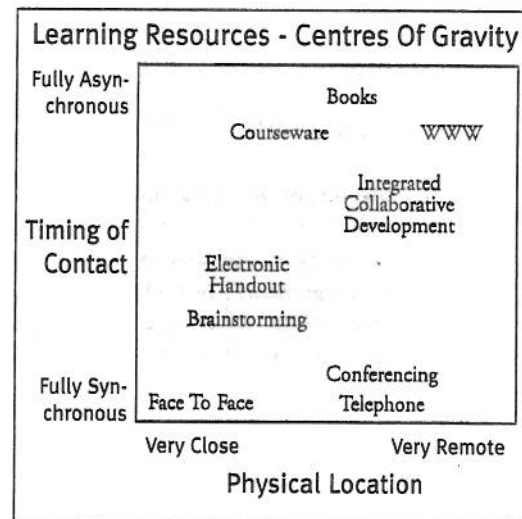 Learning Resources - Centres Of Gravity
Fully Asyn-
chronous
Books
Courseware WWW
Integrated
Collaborative
Development
Timing of
Contact
Electronic
Handout
Brainstorming
Conferencing
Fully Syn-
chronous
Face To Face Telephone
Very Close Very Remote
Physical Location